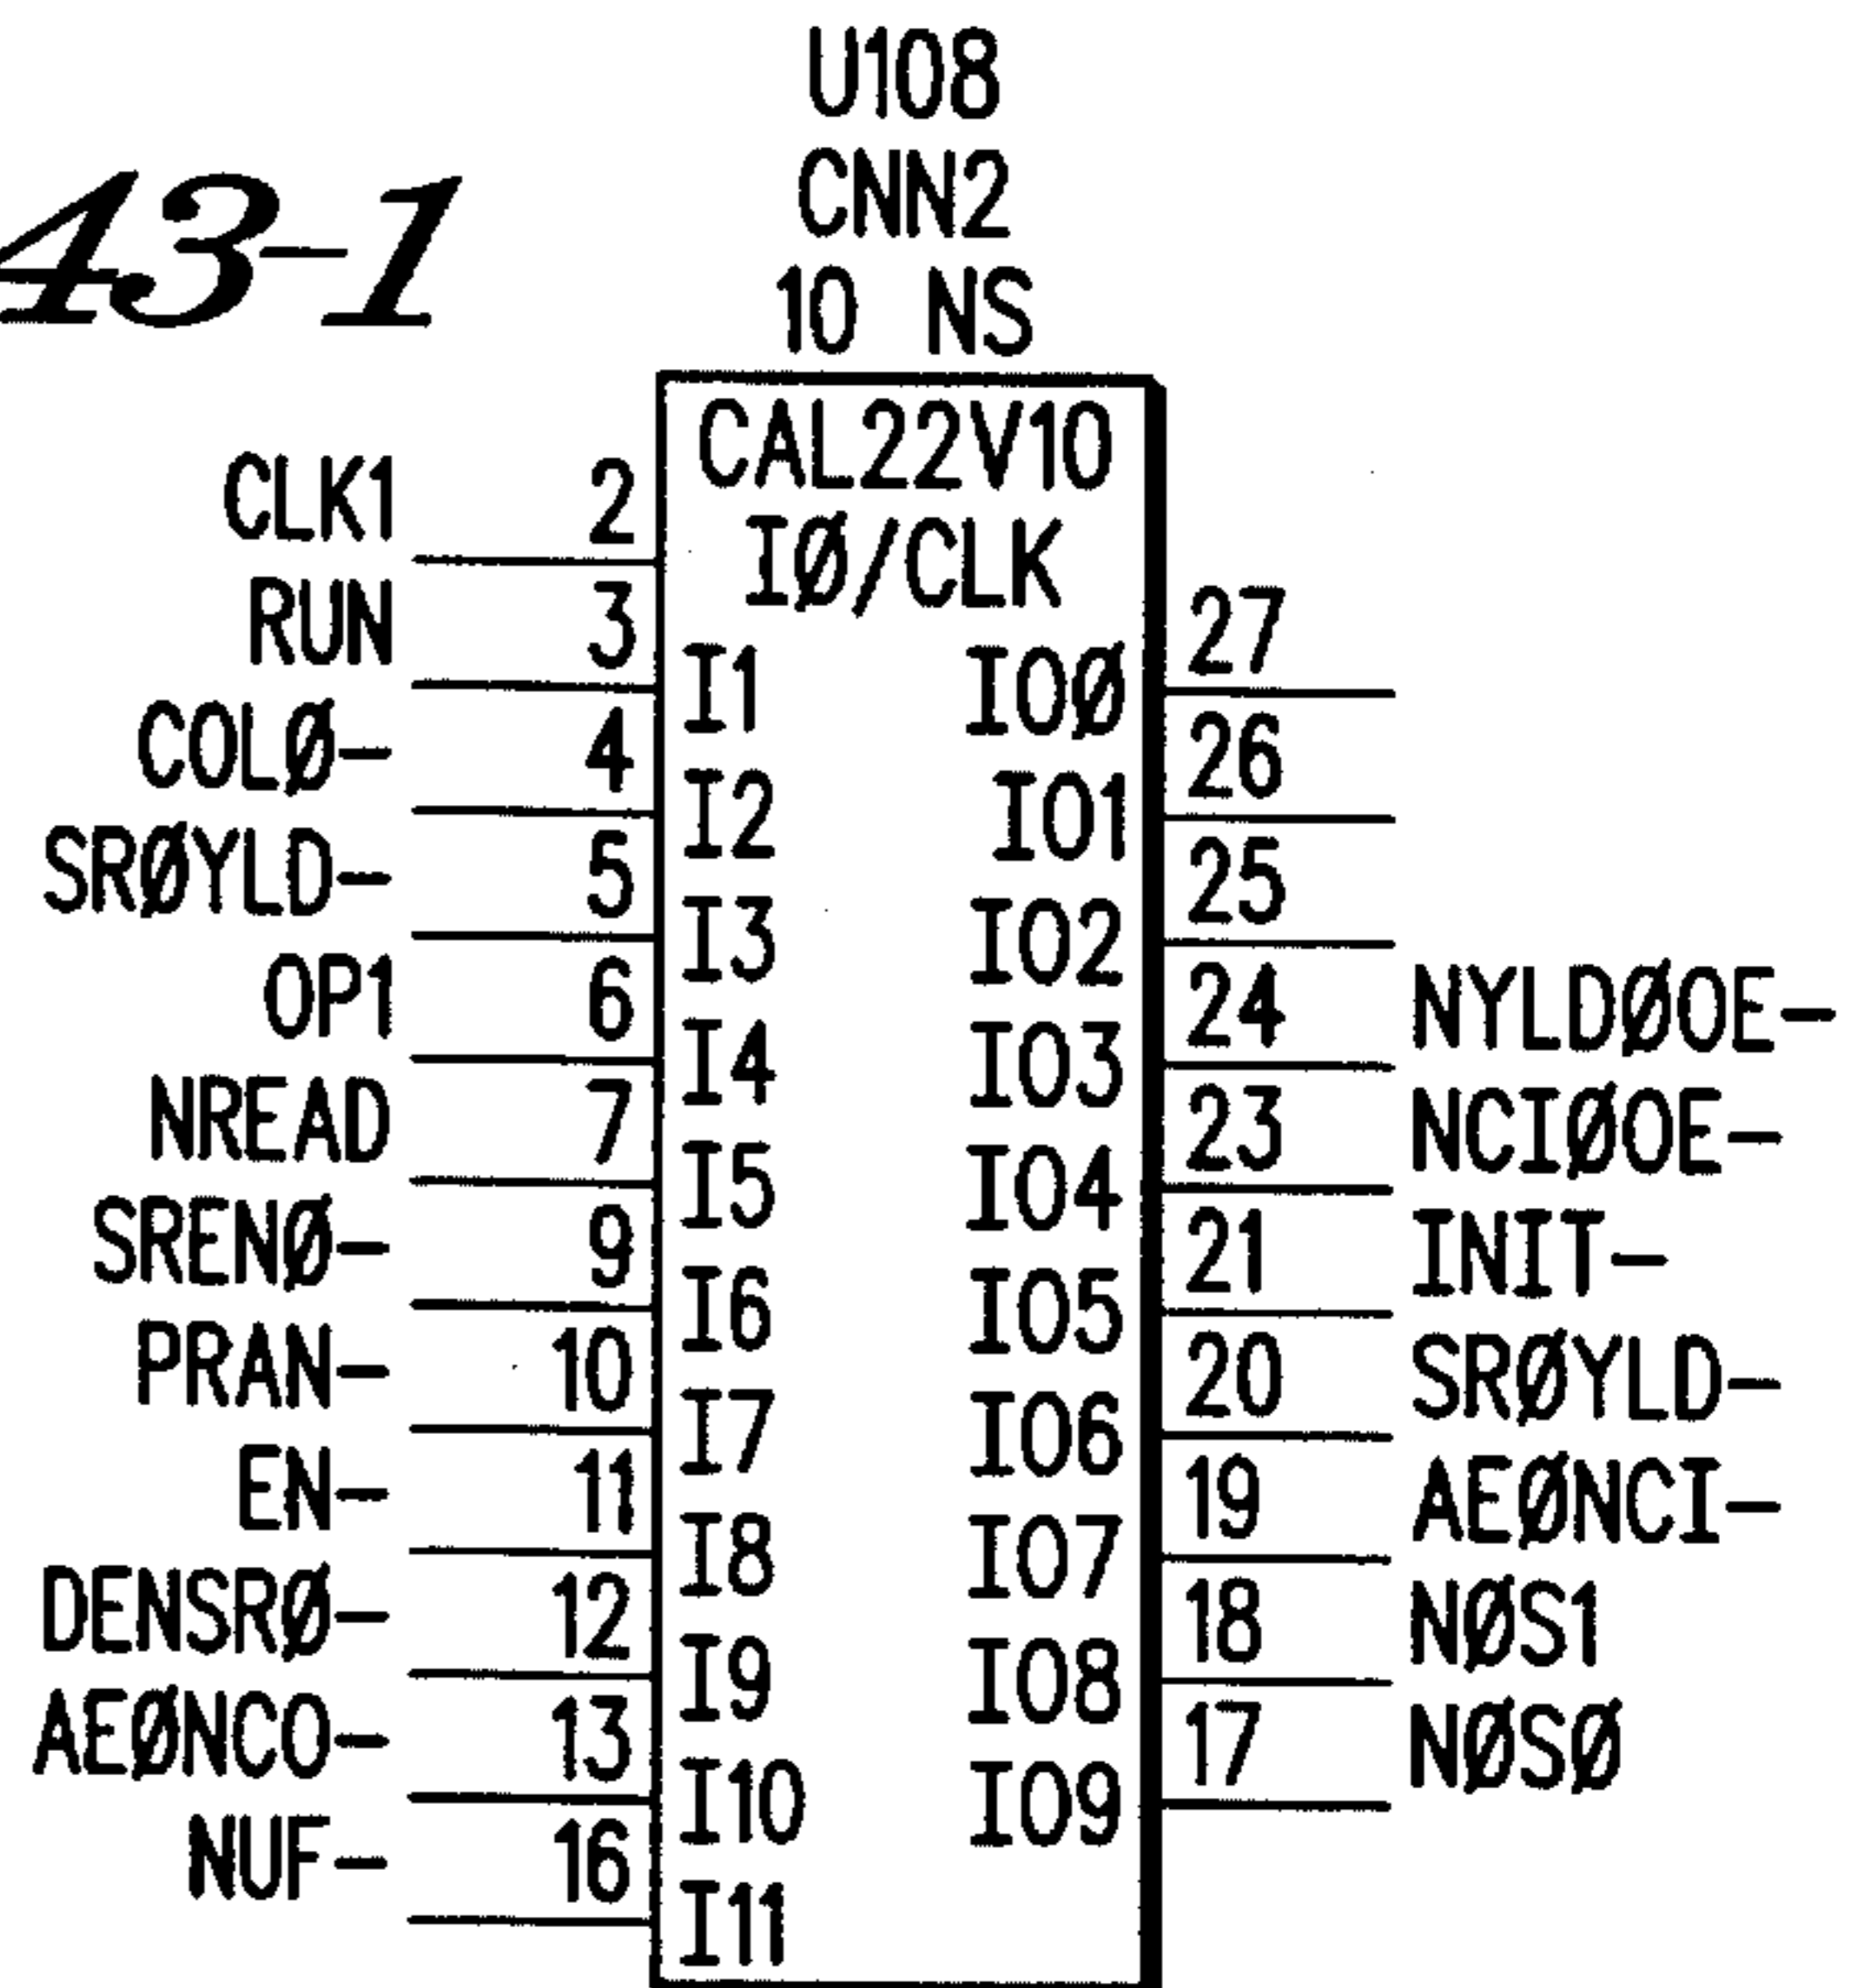 U108
CNN2
43-1
10 NS
CAL22V10
CLK1 2 IØ/CLK
RUN 3 I1 IOØ 27
COLØ- 4 I2 IO1 26
SRØYLD- 5 I3 IO2 25
OP1 6 I4 IO3 24 NYLDØOE-
NREAD 7 I5 IO4 23 NCIØOE-
SRENØ- 9 I6 IO5 21 INIT-
PRAN- 10 I7 IO6 20 SRØYLD-
EN- 11 I8 IO7 19 AEØNCI-
DENSRØ- 12 I9 IO8 18 NØS1
AEØNCO- 13 I10 IO9 17 NØSØ
NUF- 16 I11